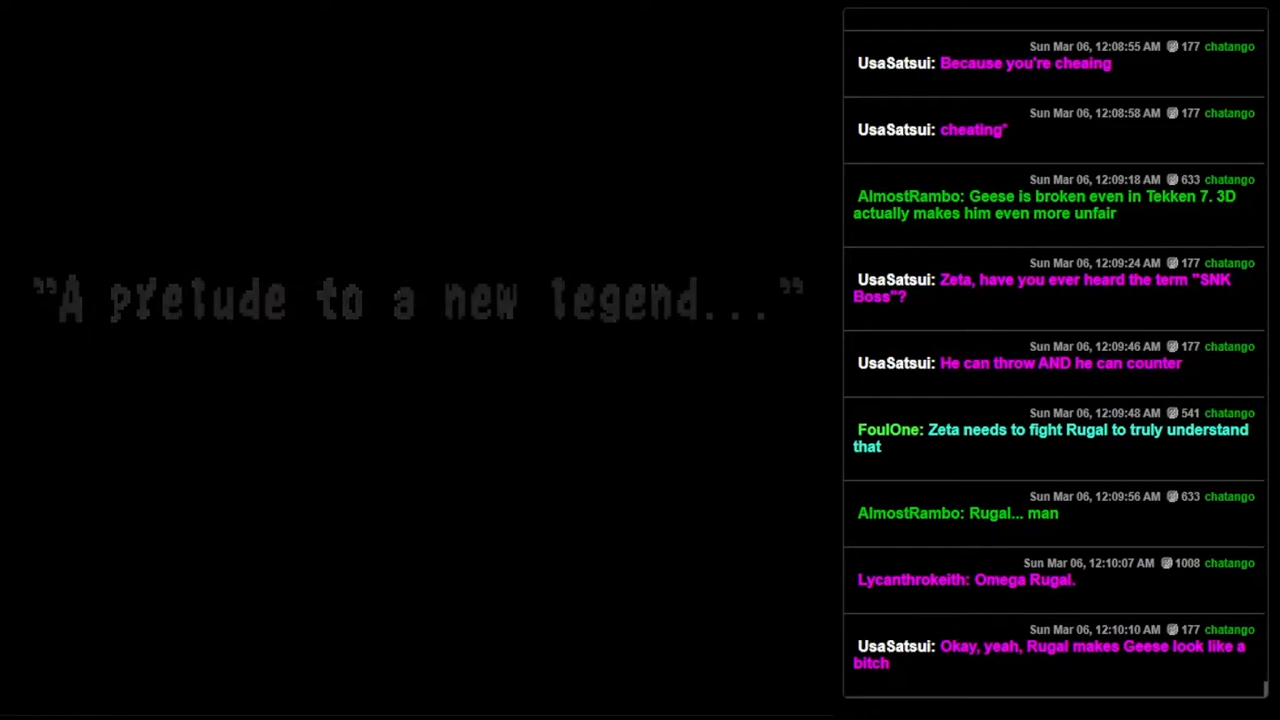 "A prelude to a new legend..."
Sun Mar 06, 12:08:55 AM 177 chatango
UsaSatsui: Because you're cheaing
Sun Mar 06, 12:08:58 AM 177 chatango
UsaSatsui: cheating*
Sun Mar 06, 12:09:18 AM 633 chatango
AlmostRambo: Geese is broken even in Tekken 7. 3D
actually makes him even more unfair
Sun Mar 06, 12:09:24 AM 177 chatango
UsaSatsui: Zeta, have you ever heard the term "SNK
Boss"?
Sun Mar 06, 12:09:46 AM 177 chatango
UsaSatsui: He can throw AND he can counter
Sun Mar 06, 12:09:48 AM 541 chatango
FoulOne: Zeta needs to fight Rugal to truly understand
that
Sun Mar 06, 12:09:56 AM 633 chatango
AlmostRambo: Rugal... man
Sun Mar 06, 12:10:07 AM 1008 chatango
Lycanthrokeith: Omega Rugal.
Sun Mar 06, 12:10:10 AM 177 chatango
UsaSatsui: Okay, yeah, Rugal makes Geese look like a
bitch